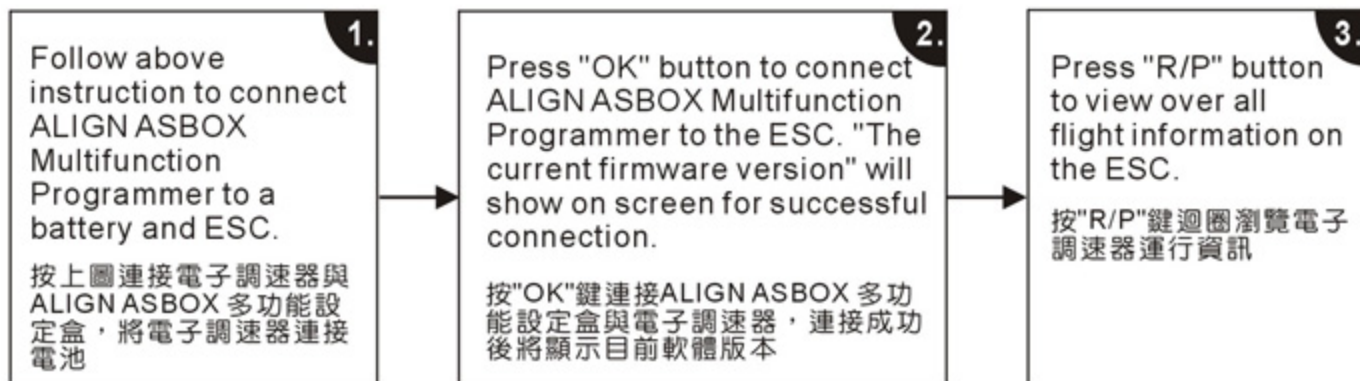 1.
Follow above
instruction to connect
ALIGN ASBOX
Multifunction
Programmer to a
battery and ESC.
按上圖連接電子調速器與
ALIGN ASBOX 多功能設
定盒，將電子調速器連接
電池
2.
Press "OK" button to connect
ALIGN ASBOX Multifunction
Programmer to the ESC. "The
current firmware version" will
show on screen for successful
connection.
按"OK"鍵連接ALIGN ASBOX 多功
能設定盒與電子調速器，連接成功
後將顯示目前軟體版本
3.
Press "R/P" button
to view over all
flight information on
the ESC.
按"R/P"鍵迴圈瀏覽電子
調速器運行資訊